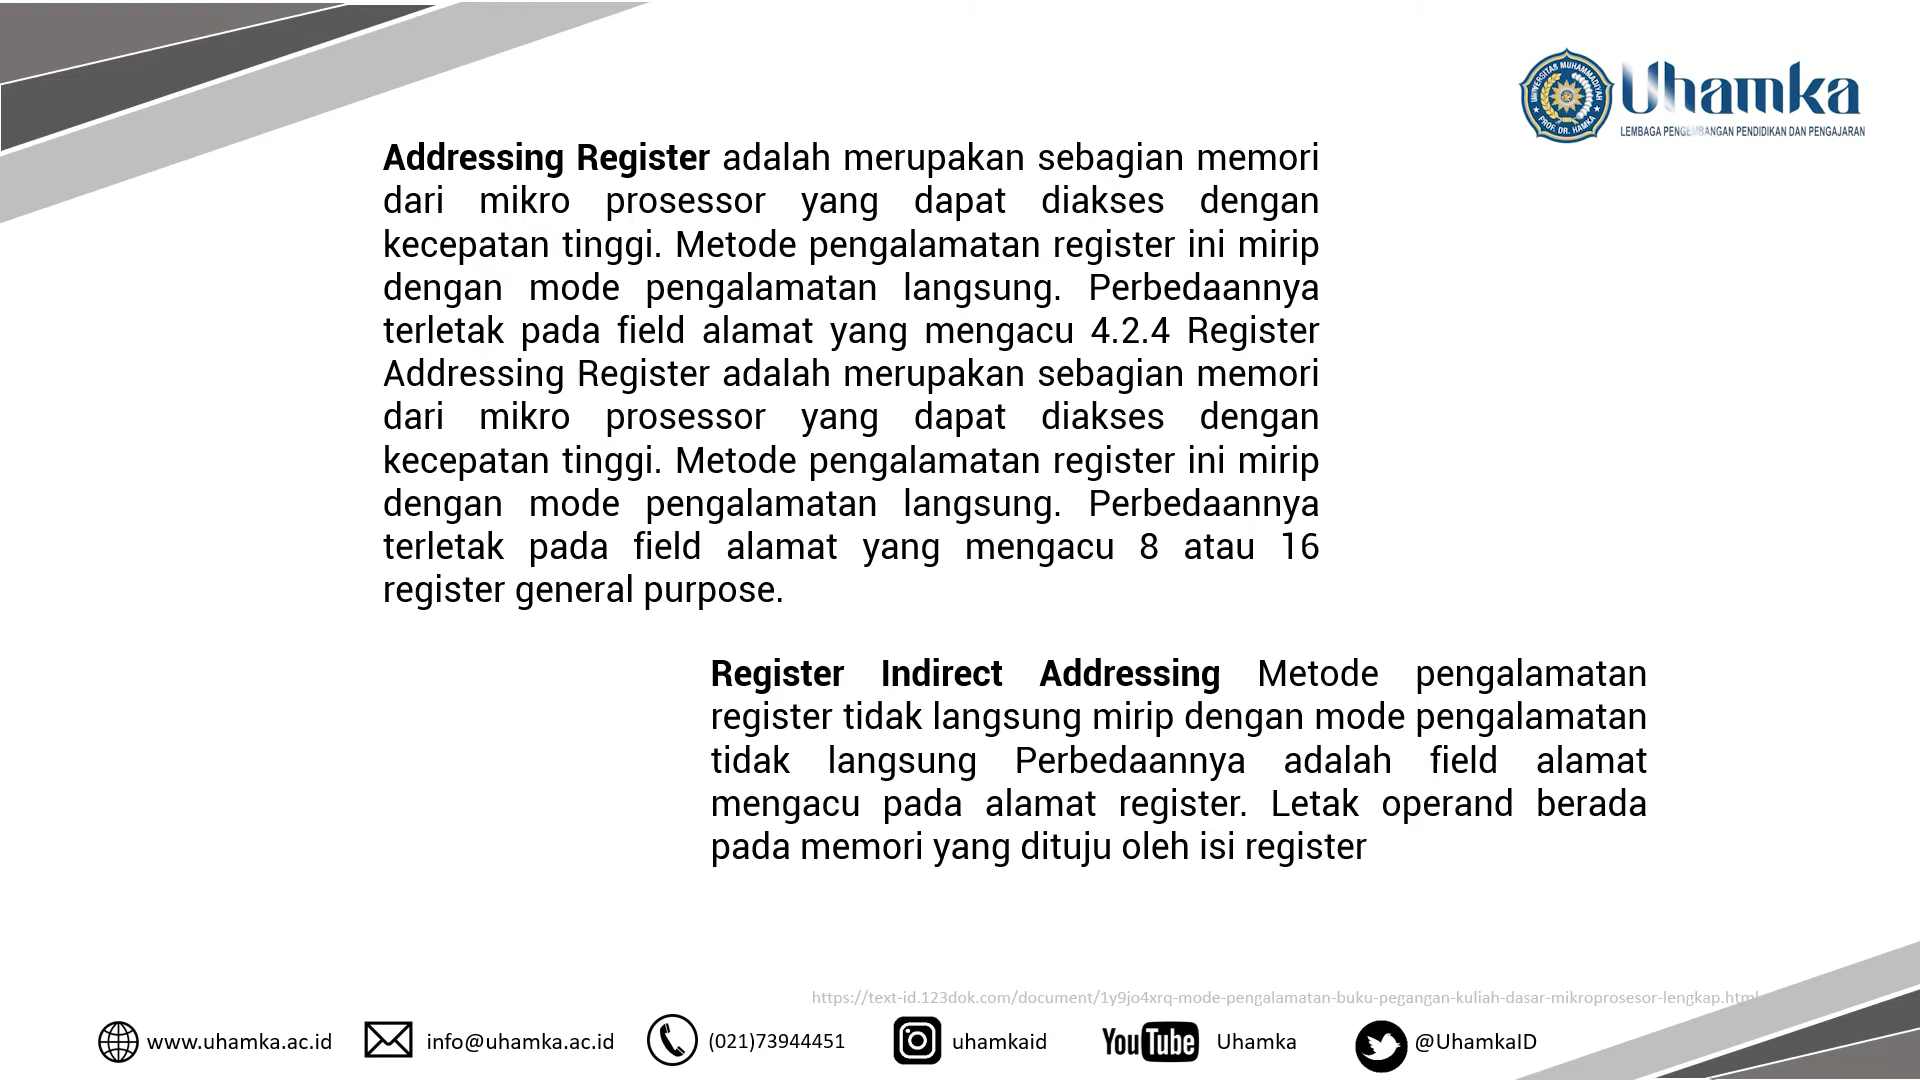 Uhamka
LEMBAGA PENGEMBANGAN PENDIDIKAN DAN PENGAJARAN
UNIVERSITAS MUHAMMADIYAH
PROF. DR. HAMKA
Addressing Register adalah merupakan sebagian memori
dari mikro prosessor yang dapat diakses dengan
kecepatan tinggi. Metode pengalamatan register ini mirip
dengan mode pengalamatan langsung. Perbedaannya
terletak pada field alamat yang mengacu 4.2.4 Register
Addressing Register adalah merupakan sebagian memori
dari mikro prosessor yang dapat diakses dengan
kecepatan tinggi. Metode pengalamatan register ini mirip
dengan mode pengalamatan langsung. Perbedaannya
terletak pada field alamat yang mengacu 8 atau 16
register general purpose.
Register Indirect Addressing Metode pengalamatan
register tidak langsung mirip dengan mode pengalamatan
tidak langsung Perbedaannya adalah field alamat
mengacu pada alamat register. Letak operand berada
pada memori yang dituju oleh isi register
https://text-id.123dok.com/document/1y9jo4xrq-mode-pengalamatan-buku-pegangan-kuliah-dasar-mikroprosesor-lengkap.html
www.uhamka.ac.id info@uhamka.ac.id (021)73944451 uhamkaid YouTube Uhamka @UhamkaID